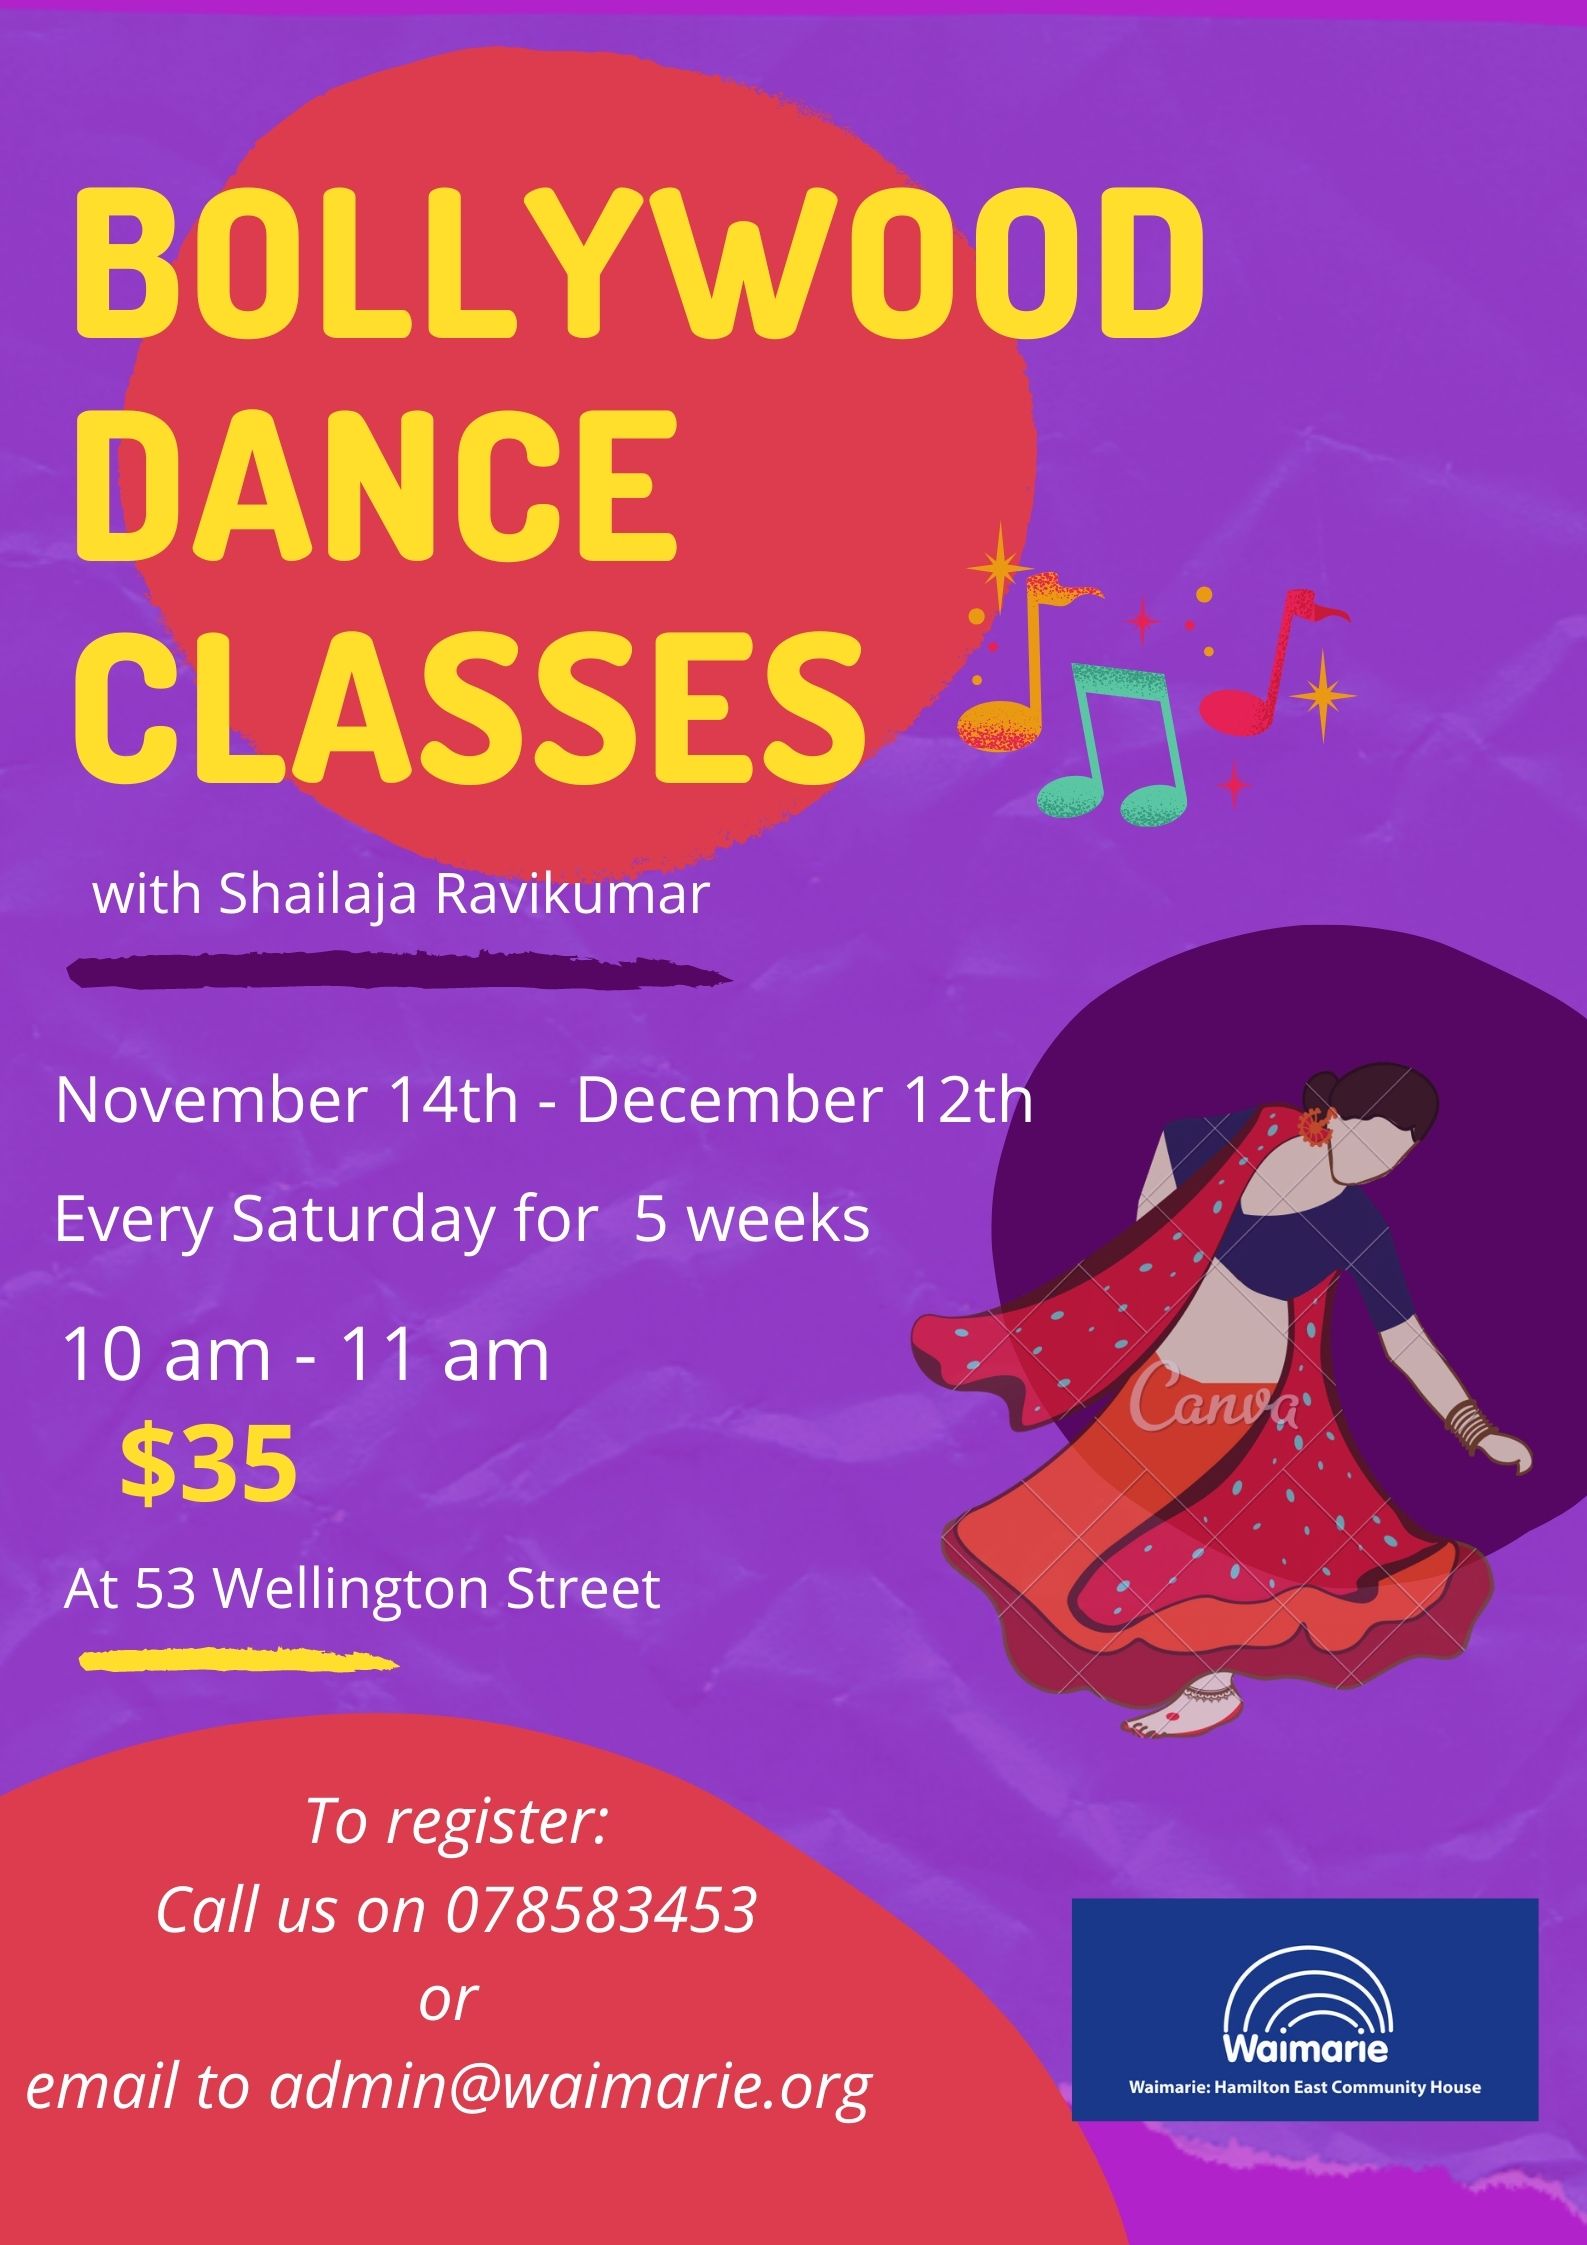 BOLLYWOOD
DANCE
CLASSES
with Shailaja Ravikumar
November 14th - December 12th
Every Saturday for 5 weeks
10 am - 11 am
$35
At 53 Wellington Street
Canva
To register:
Call us on 078583453
or
email to admin@waimarie.org
Waimarie
Waimarie: Hamilton East Community House